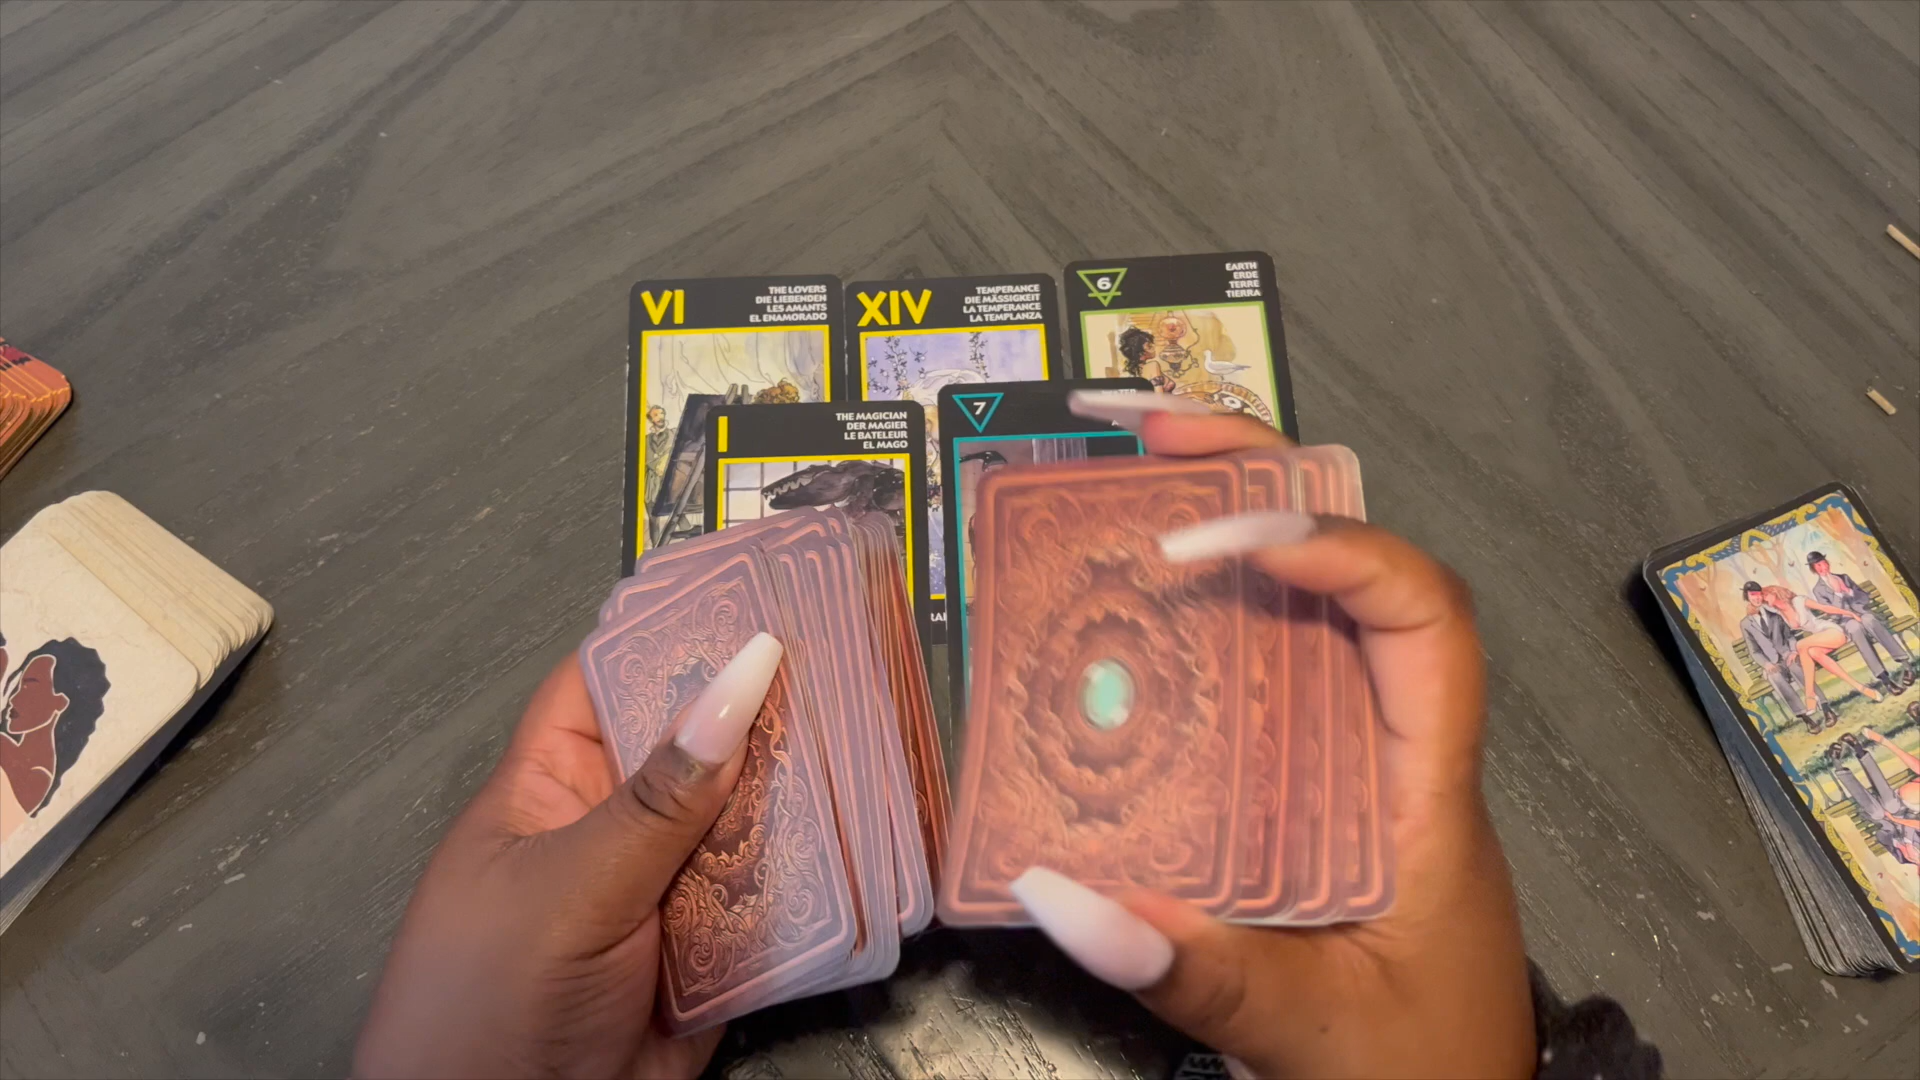 VI
THE LOVERS
DIE LIEBENDEN
LES AMANTS
EL ENAMORADO
XIV
TEMPERANCE
DIE MÄSSIGKEIT
LA TEMPERANCE
LA TEMPLANZA
6
EARTH
ERDE
TERRE
TIERRA
I
THE MAGICIAN
DER MAGIER
LE BATELEUR
EL MAGO
7